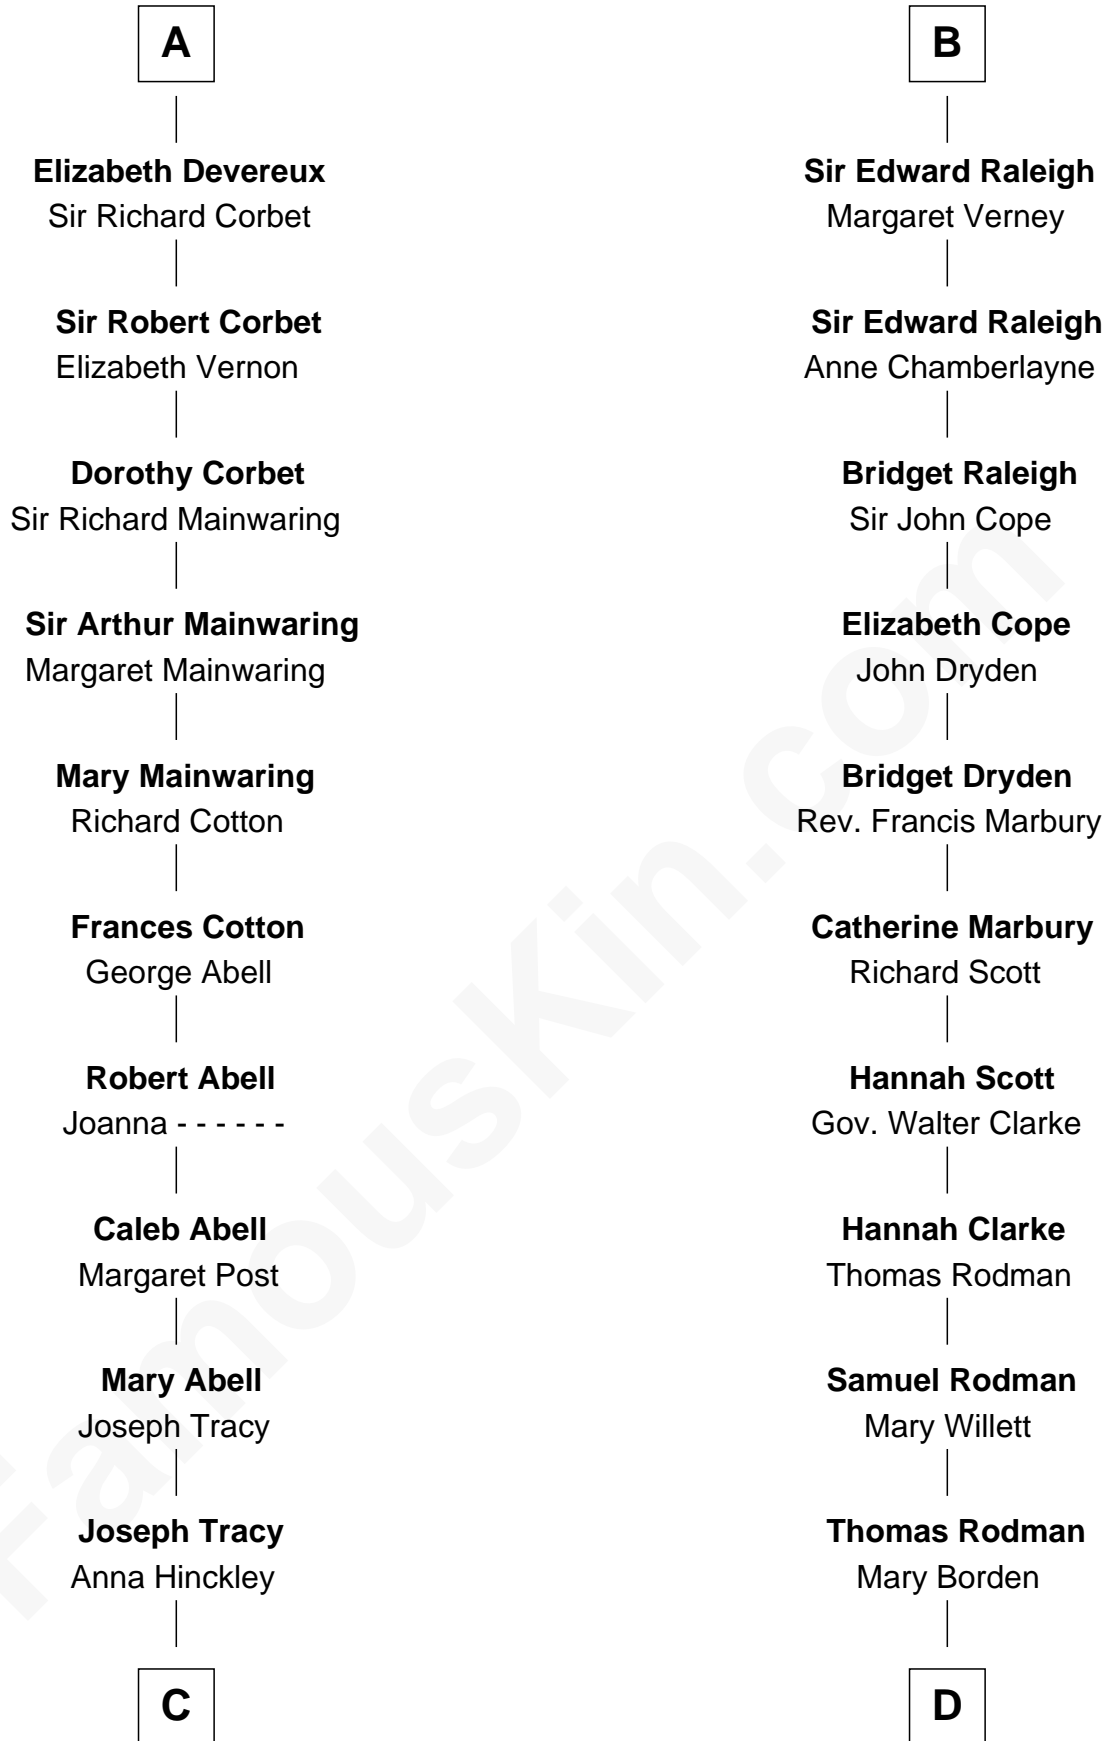 A
Elizabeth Devereux
Sir Richard Corbet
Sir Robert Corbet
Elizabeth Vernon
Dorothy Corbet
Sir Richard Mainwaring
Sir Arthur Mainwaring
Margaret Mainwaring
Mary Mainwaring
Richard Cotton
Frances Cotton
George Abell
Robert Abell
Joanna - - - - - -
Caleb Abell
Margaret Post
Mary Abell
Joseph Tracy
Joseph Tracy
Anna Hinckley
C
B
Sir Edward Raleigh
Margaret Verney
Sir Edward Raleigh
Anne Chamberlayne
Bridget Raleigh
Sir John Cope
Elizabeth Cope
John Dryden
Bridget Dryden
Rev. Francis Marbury
Catherine Marbury
Richard Scott
Hannah Scott
Gov. Walter Clarke
Hannah Clarke
Thomas Rodman
Samuel Rodman
Mary Willett
Thomas Rodman
Mary Borden
D
FamousKin.com